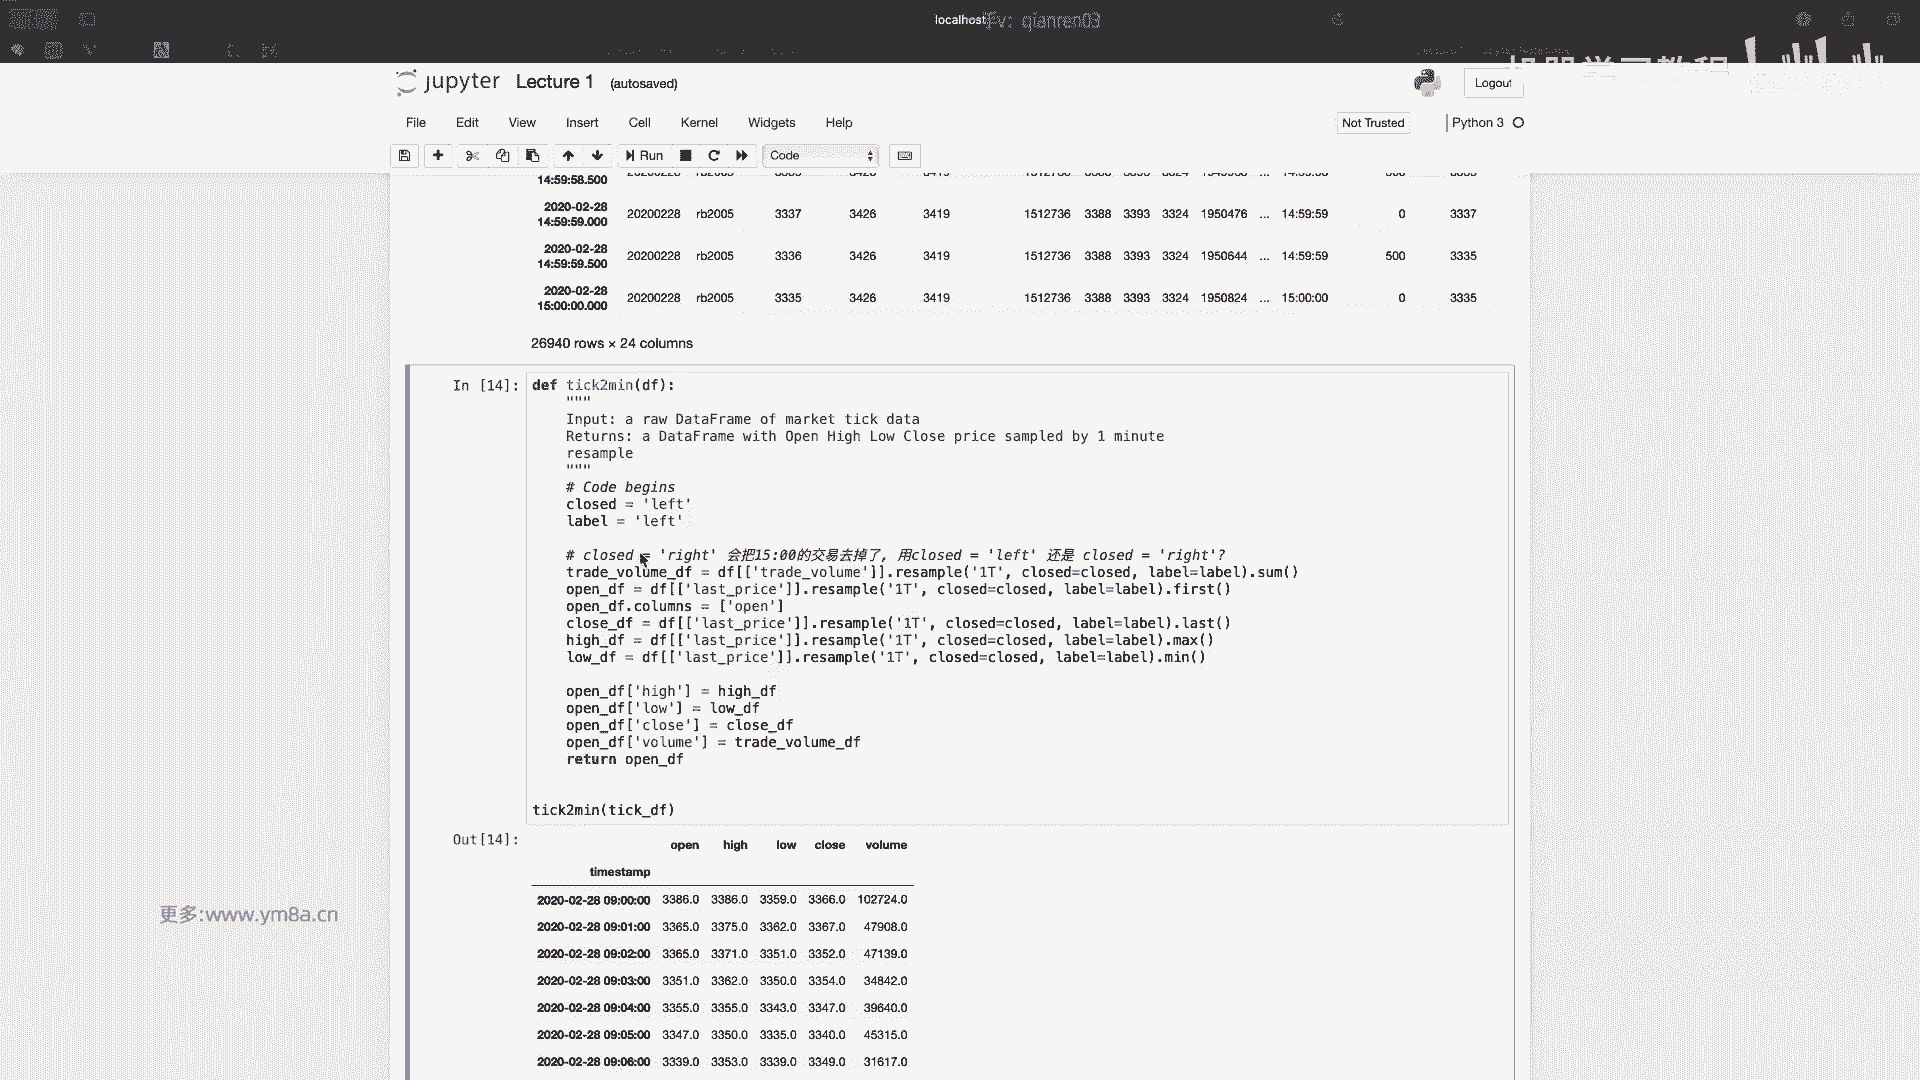 localhost
jupyter Lecture 1 (autosaved)
Logout
File Edit View Insert Cell Kernel Widgets Help
Not Trusted Python 3
Run Code
14:59:58.500
2020-02-28
14:59:59.000 20200228 rb2005 3337 3426 3419 1512736 3388 3393 3324 1950476 ... 14:59:59 0 3337
2020-02-28
14:59:59.500 20200228 rb2005 3336 3426 3419 1512736 3388 3393 3324 1950644 ... 14:59:59 500 3335
2020-02-28
15:00:00.000 20200228 rb2005 3335 3426 3419 1512736 3388 3393 3324 1950824 ... 15:00:00 0 3335
26940 rows × 24 columns
In [14]: def tick2min(df):
"""
Input: a raw DataFrame of market tick data
Returns: a DataFrame with Open High Low Close price sampled by 1 minute
resample
"""
# Code begins
closed = 'left'
label = 'left'
# closed = 'right' 会把15:00的交易去掉了, 用closed = 'left' 还是 closed = 'right'?
trade_volume_df = df[['trade_volume']].resample('1T', closed=closed, label=label).sum()
open_df = df[['last_price']].resample('1T', closed=closed, label=label).first()
open_df.columns = ['open']
close_df = df[['last_price']].resample('1T', closed=closed, label=label).last()
high_df = df[['last_price']].resample('1T', closed=closed, label=label).max()
low_df = df[['last_price']].resample('1T', closed=closed, label=label).min()
open_df['high'] = high_df
open_df['low'] = low_df
open_df['close'] = close_df
open_df['volume'] = trade_volume_df
return open_df
tick2min(tick_df)
Out[14]:
open high low close volume
timestamp
2020-02-28 09:00:00 3386.0 3386.0 3359.0 3366.0 102724.0
2020-02-28 09:01:00 3365.0 3375.0 3362.0 3367.0 47908.0
2020-02-28 09:02:00 3365.0 3371.0 3351.0 3352.0 47139.0
2020-02-28 09:03:00 3351.0 3362.0 3350.0 3354.0 34842.0
2020-02-28 09:04:00 3355.0 3355.0 3343.0 3347.0 39640.0
2020-02-28 09:05:00 3347.0 3350.0 3335.0 3340.0 45315.0
2020-02-28 09:06:00 3339.0 3353.0 3339.0 3349.0 31617.0
更多:www.ym8a.cn